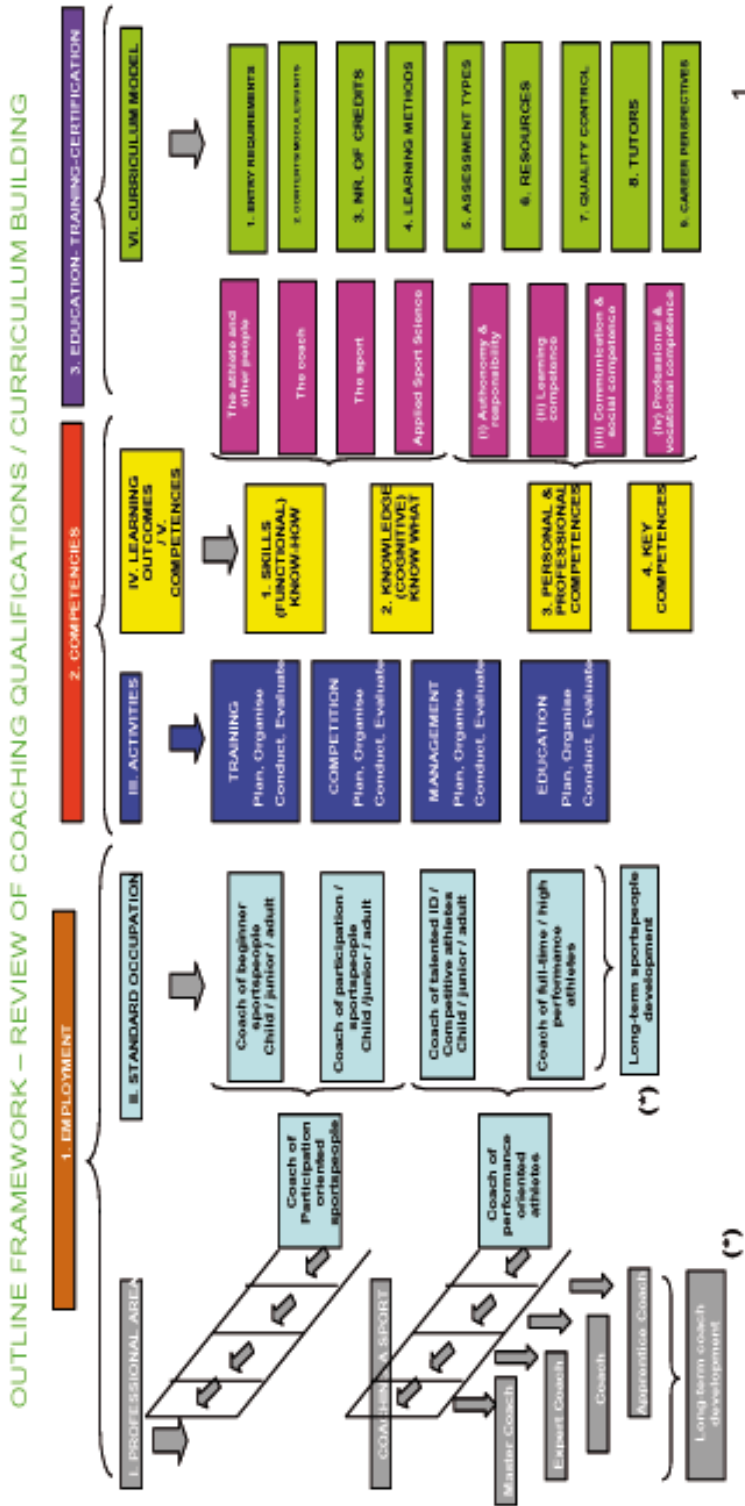 OUTLINE FRAMEWORK – REVIEW OF COACHING QUALIFICATIONS / CURRICULUM BUILDING
1. EMPLOYMENT
2. COMPETENCIES
3. EDUCATION- TRAINING-CERTIFICATION
I. PROFESSIONAL AREA
II. STANDARD OCCUPATION
III. ACTIVITIES
IV. LEARNING
OUTCOMES
/ V.
COMPETENCES
VI. CURRICULUM MODEL
COACHING A SPORT
Master Coach
Expert Coach
Coach
Apprentice Coach
Long-term coach
development
(*)
Coach of
Participation
oriented
sportspeople
Coach of
performance
oriented
athletes
Coach of beginner
sportspeople
Child / junior / adult
Coach of participation /
sportspeople
Child /junior / adult
Coach of talented ID /
Competitive athletes
Child / junior / adult
Coach of full-time / high
performance
athletes
Long-term sportspeople
development
(*)
TRAINING
Plan, Organise
Conduct, Evaluate
COMPETITION
Plan, Organise
Conduct, Evaluate
MANAGEMENT
Plan, Organise
Conduct, Evaluate
EDUCATION
Plan, Organise
Conduct, Evaluate
1. SKILLS
(FUNCTIONAL)
KNOW-HOW
2. KNOWLEDGE
(COGNITIVE)
KNOW WHAT
3. PERSONAL &
PROFESSIONAL
COMPETENCES
4. KEY
COMPETENCES
The athlete and
other people
The coach
The sport
Applied Sport Science
(i) Authonomy &
responsibility
(ii) Learning
competence
(iii) Communication &
social competence
(iv) Professional &
vocational competence
1. ENTRY REQUIREMENTS
2. CONTENTS/MODULES/UNITS
3. NR. OF CREDITS
4. LEARNING METHODS
5. ASSESSMENT TYPES
6. RESOURCES
7. QUALITY CONTROL
8. TUTORS
9. CAREER PERSPECTIVES
1